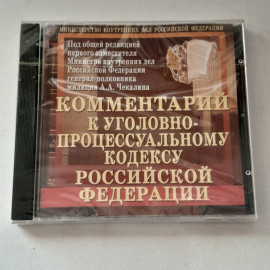 МИНИСТЕРСТВО ВНУТРЕННИХ ДЕЛ РОССИЙСКОЙ ФЕДЕРАЦИИ
Под общей редакцией
первого заместителя
Министра внутренних дел
Российской Федерации
генерал-полковника
милиции А.А. Чекалина
КОММЕНТАРИЙ
К УГОЛОВНО-
ПРОЦЕССУАЛЬНОМУ
КОДЕКСУ
РОССИЙСКОЙ
ФЕДЕРАЦИИ